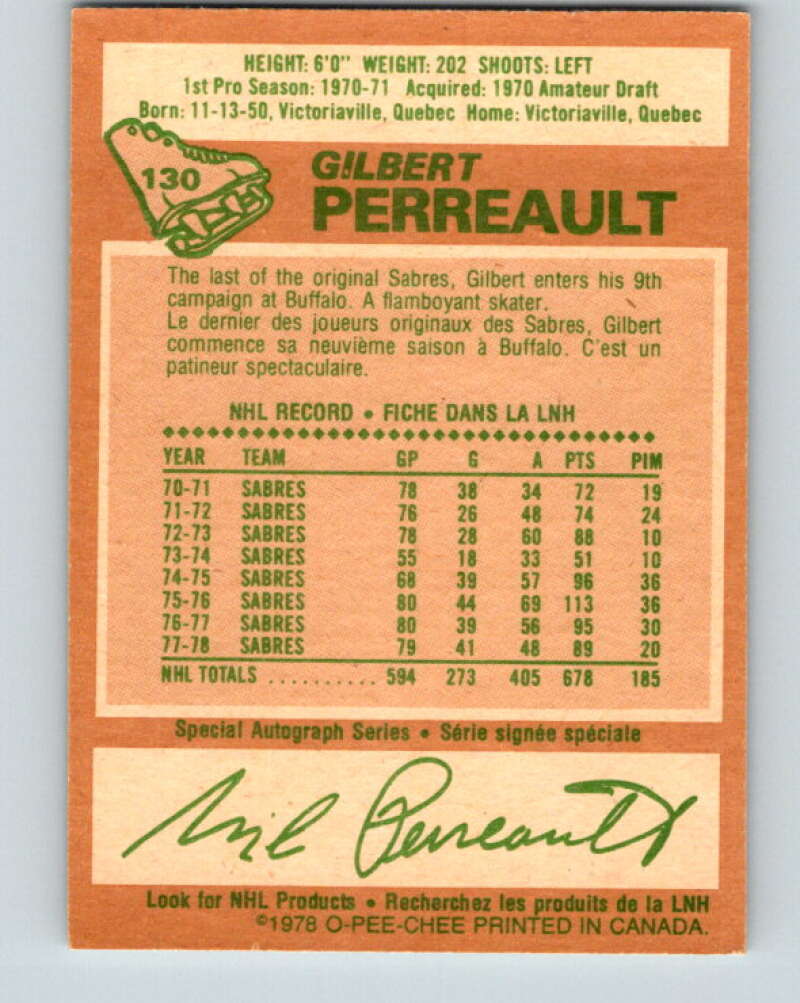 HEIGHT: 6'0" WEIGHT: 202 SHOOTS: LEFT
1st Pro Season: 1970-71 Acquired: 1970 Amateur Draft
Born: 11-13-50, Victoriaville, Quebec Home: Victoriaville, Quebec
130
GILBERT
PERREAULT
The last of the original Sabres, Gilbert enters his 9th
campaign at Buffalo. A flamboyant skater.
Le dernier des joueurs originaux des Sabres, Gilbert
commence sa neuvième saison à Buffalo. C'est un
patineur spectaculaire.
NHL RECORD • FICHE DANS LA LNH
YEAR TEAM GP G A PTS PIM
70-71 SABRES 78 38 34 72 19
71-72 SABRES 76 26 48 74 24
72-73 SABRES 78 28 60 88 10
73-74 SABRES 55 18 33 51 10
74-75 SABRES 68 39 57 96 36
75-76 SABRES 80 44 69 113 36
76-77 SABRES 80 39 56 95 30
77-78 SABRES 79 41 48 89 20
NHL TOTALS .......... 594 273 405 678 185
Special Autograph Series • Série signée spéciale
Gil Perreault
Look for NHL Products • Recherchez les produits de la LNH
©1978 O-PEE-CHEE PRINTED IN CANADA.